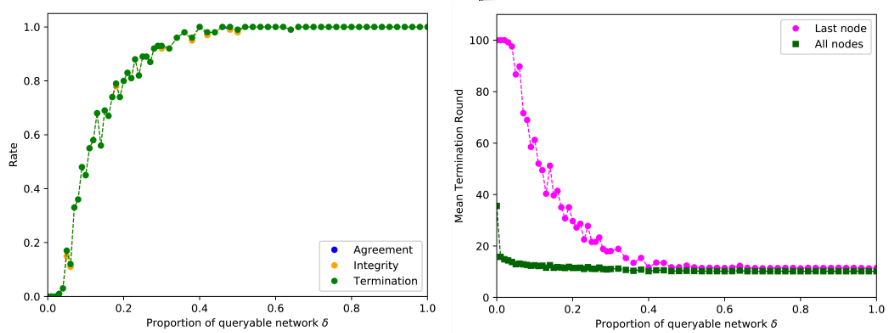 1.0
0.8
0.6
0.4
0.2
0.0
Rate
0.0 0.2 0.4 0.6 0.8 1.0
Proportion of queryable network δ
Agreement
Integrity
Termination
100
80
60
40
20
0
Mean Termination Round
0.0 0.2 0.4 0.6 0.8 1.0
Proportion of queryable network δ
Last node
All nodes